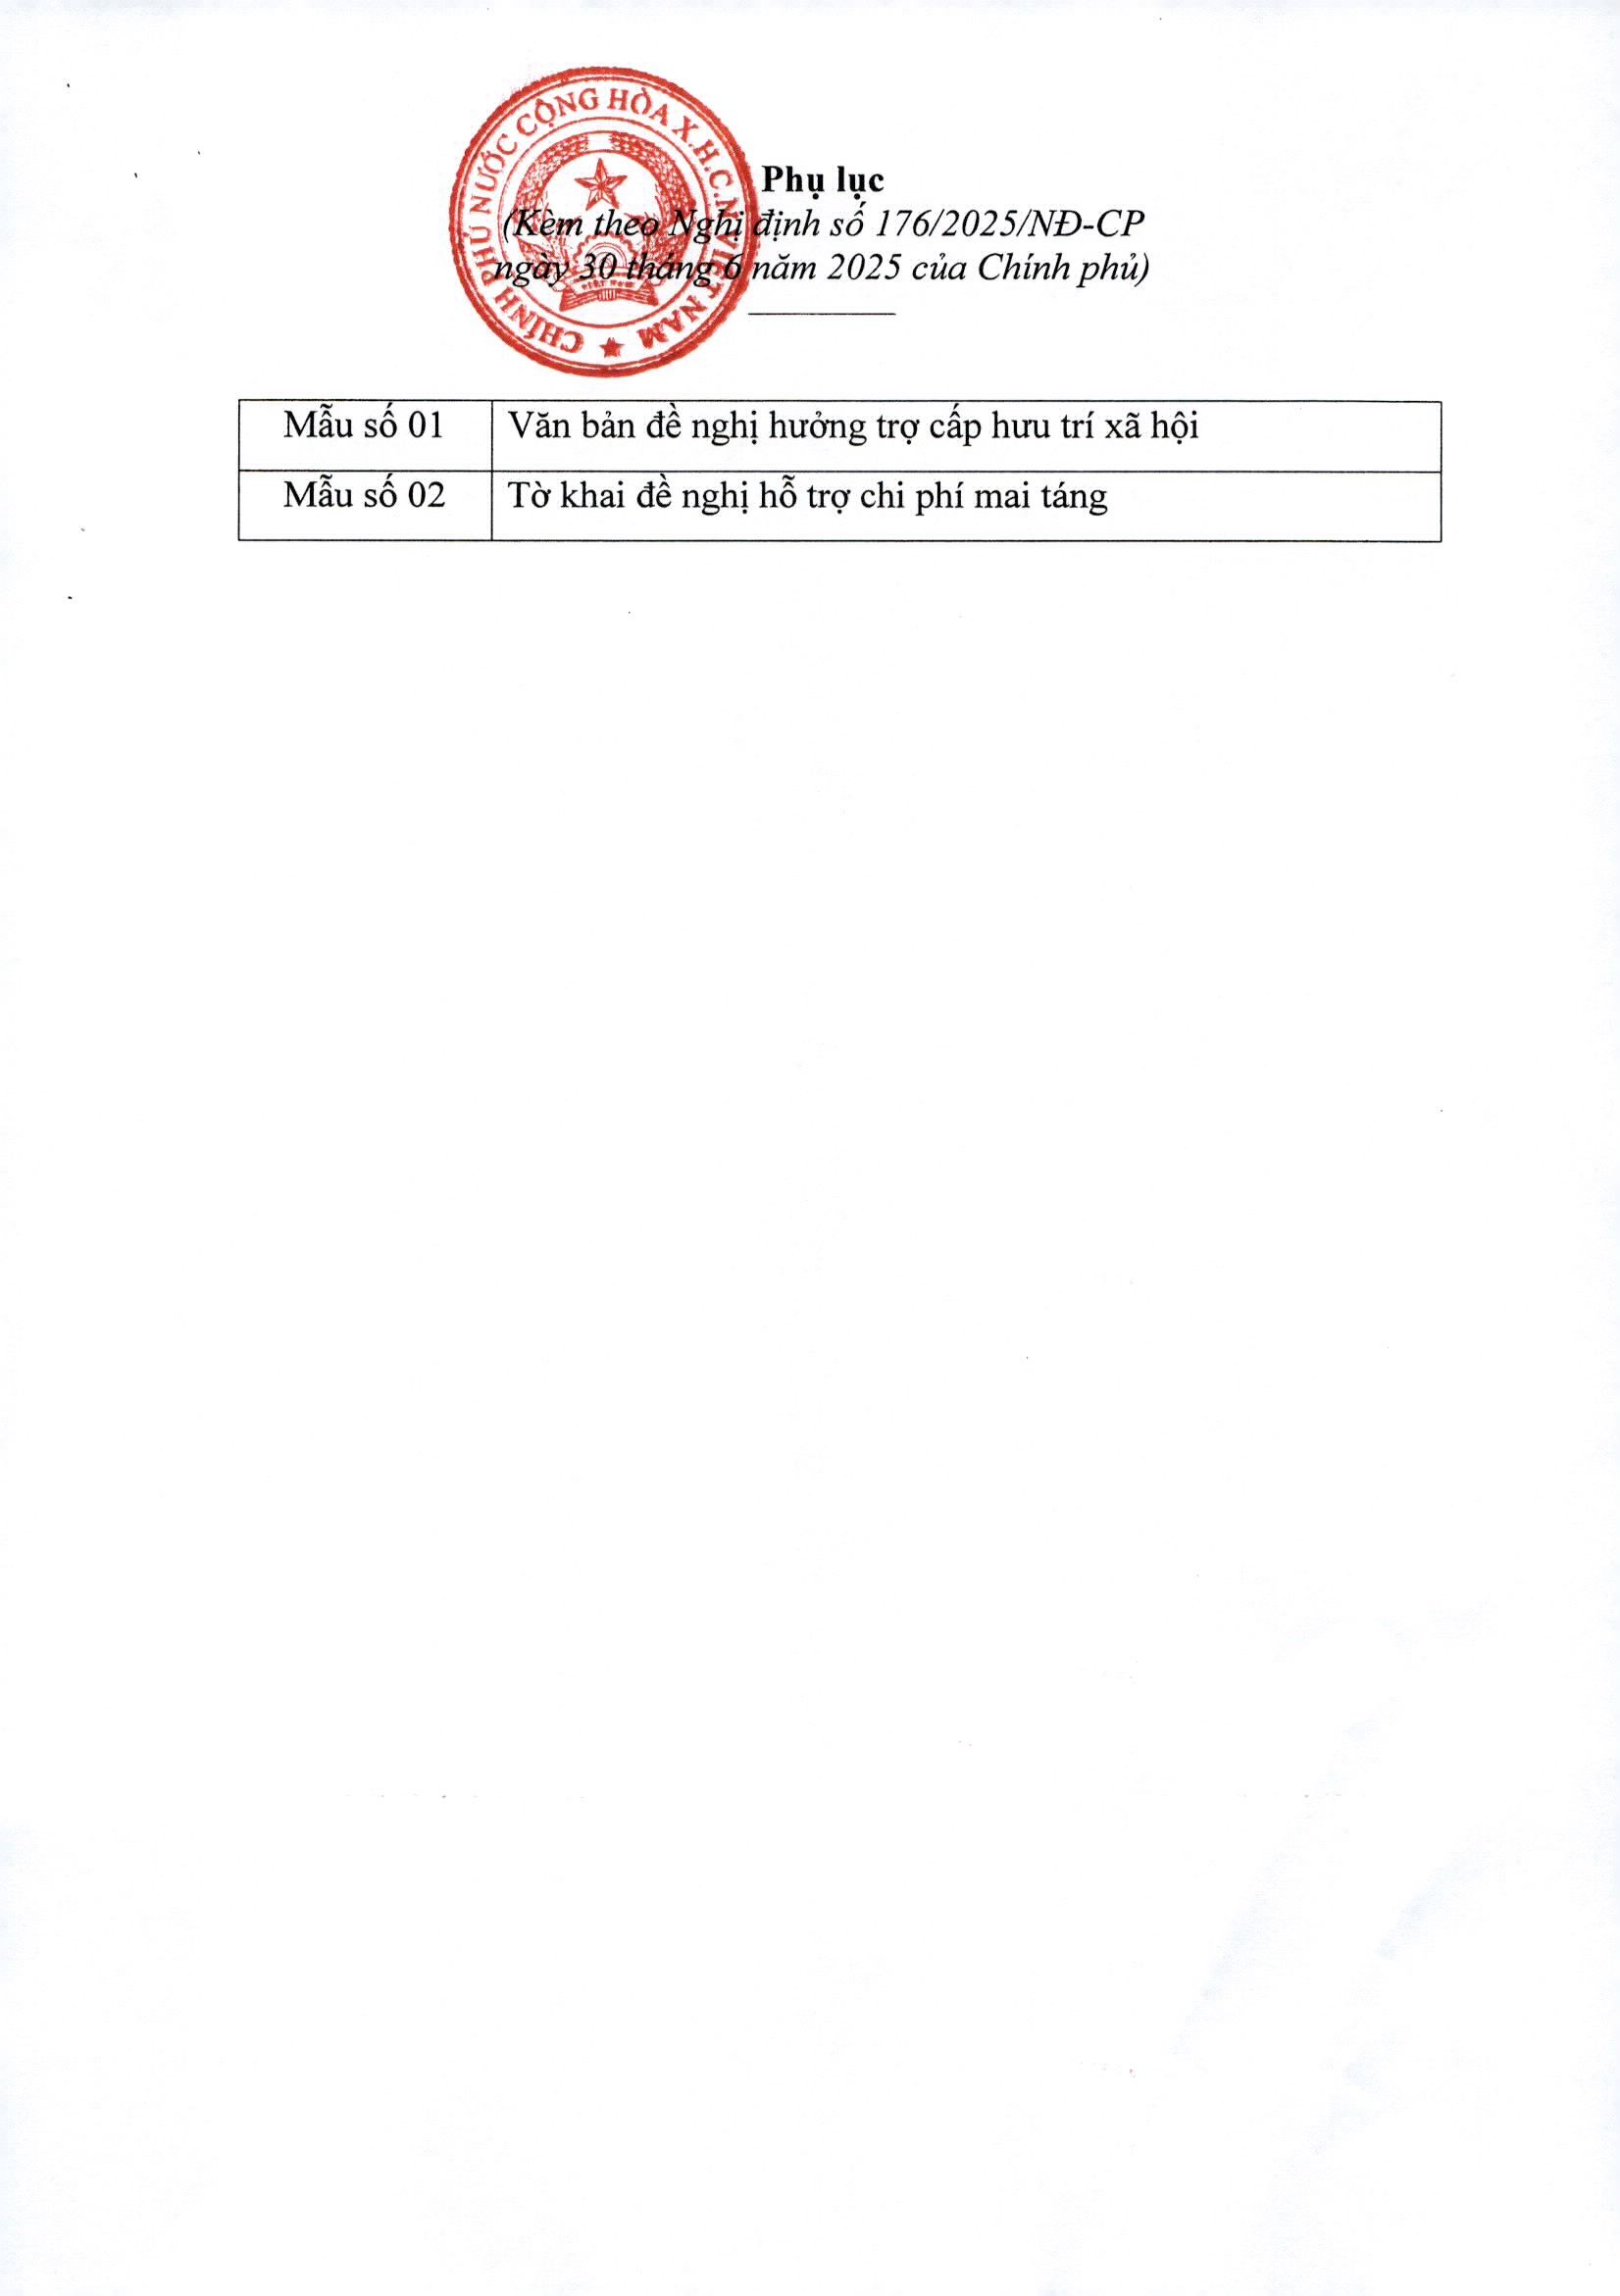 CHÍNH PHỦ NƯỚC CỘNG HÒA X.H.C.N VIỆT NAM
Phụ lục
(Kèm theo Nghị định số 176/2025/NĐ-CP
ngày 30 tháng 6 năm 2025 của Chính phủ)
Mẫu số 01 Văn bản đề nghị hưởng trợ cấp hưu trí xã hội
Mẫu số 02 Tờ khai đề nghị hỗ trợ chi phí mai táng